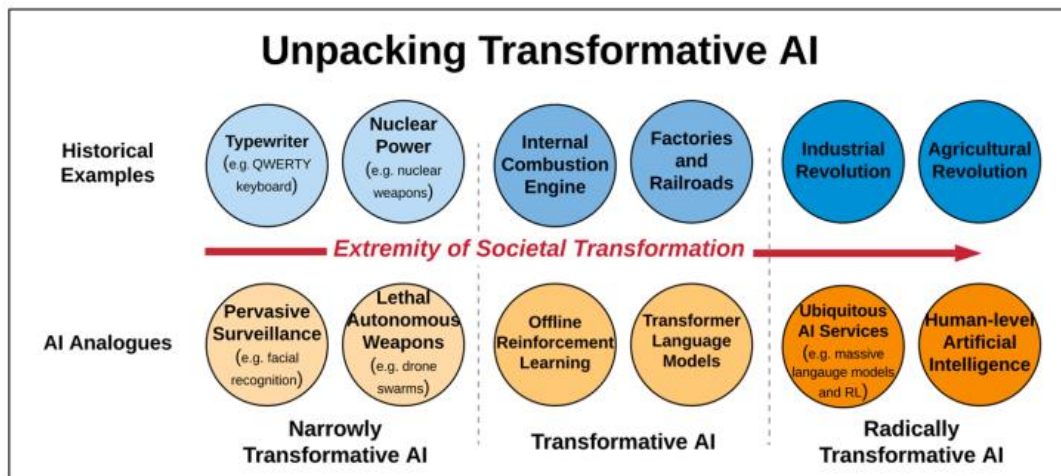 Unpacking Transformative AI
Historical
Examples
Typewriter
(e.g. QWERTY
keyboard)
Nuclear
Power
(e.g. nuclear
weapons)
Internal
Combustion
Engine
Factories
and
Railroads
Industrial
Revolution
Agricultural
Revolution
Extremity of Societal Transformation
AI Analogues
Pervasive
Surveillance
(e.g. facial
recognition)
Lethal
Autonomous
Weapons
(e.g. drone
swarms)
Offline
Reinforcement
Learning
Transformer
Language
Models
Ubiquitous
AI Services
(e.g. massive
langauge models
and RL)
Human-level
Artificial
Intelligence
Narrowly
Transformative AI
Transformative AI
Radically
Transformative AI